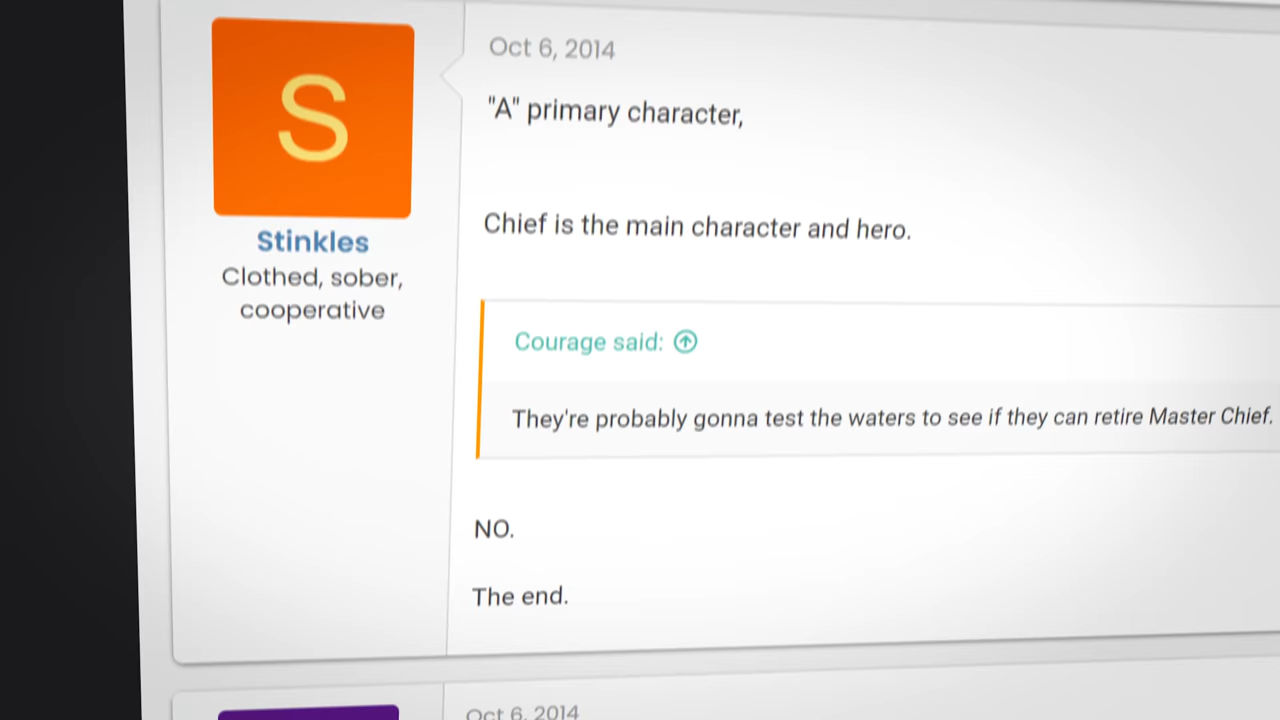 S
Stinkles
Clothed, sober,
cooperative
Oct 6, 2014
"A" primary character,
Chief is the main character and hero.
Courage said:
They're probably gonna test the waters to see if they can retire Master Chief.
NO.
The end.
Oct 6, 2014